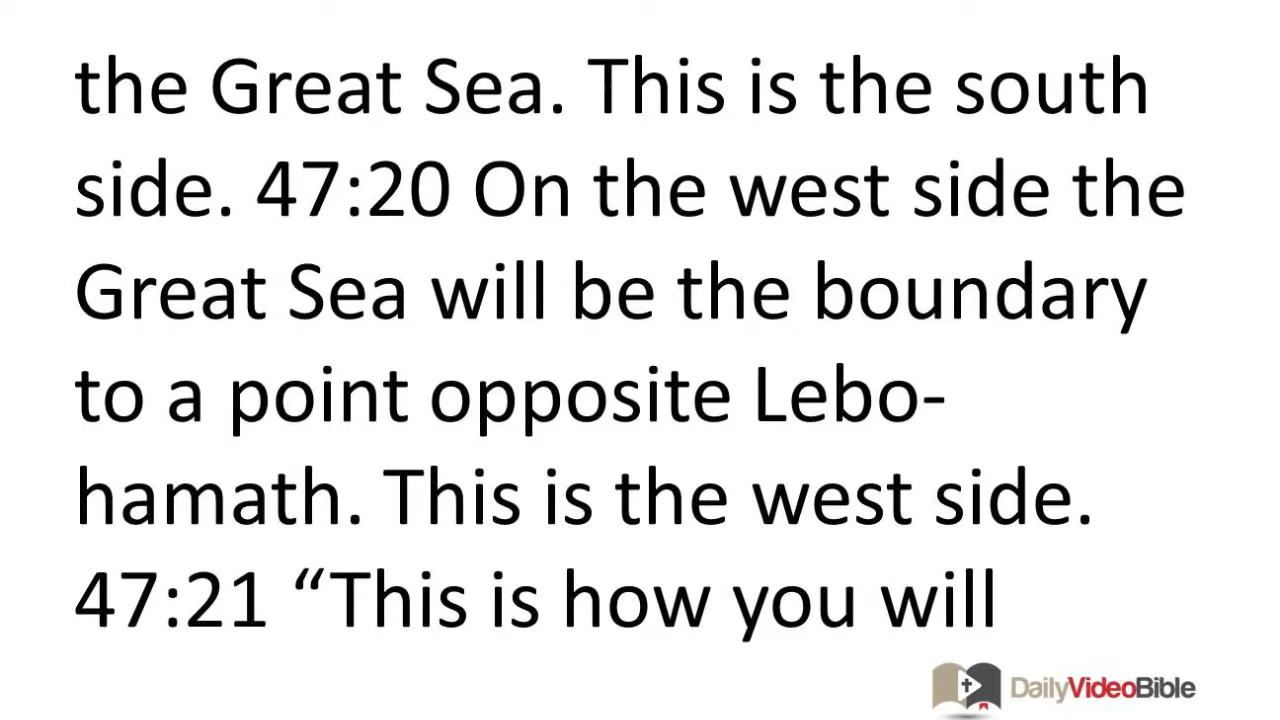 the Great Sea. This is the south
side. 47:20 On the west side the
Great Sea will be the boundary
to a point opposite Lebo-
hamath. This is the west side.
47:21 “This is how you will
DailyVideoBible